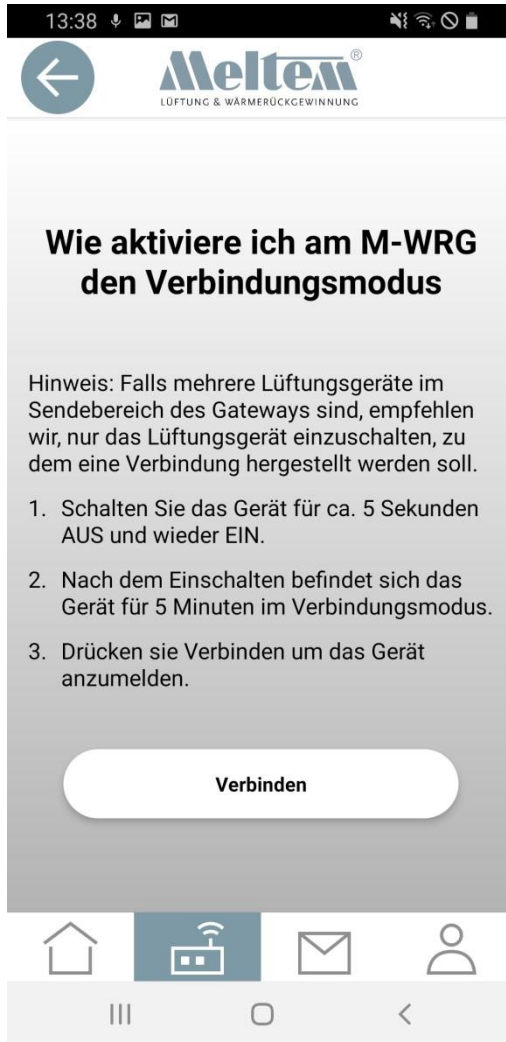 13:38
Meltem®
LÜFTUNG & WÄRMERÜCKGEWINNUNG
Wie aktiviere ich am M-WRG
den Verbindungsmodus
Hinweis: Falls mehrere Lüftungsgeräte im
Sendebereich des Gateways sind, empfehlen
wir, nur das Lüftungsgerät einzuschalten, zu
dem eine Verbindung hergestellt werden soll.
1. Schalten Sie das Gerät für ca. 5 Sekunden
AUS und wieder EIN.
2. Nach dem Einschalten befindet sich das
Gerät für 5 Minuten im Verbindungsmodus.
3. Drücken sie Verbinden um das Gerät
anzumelden.
Verbinden